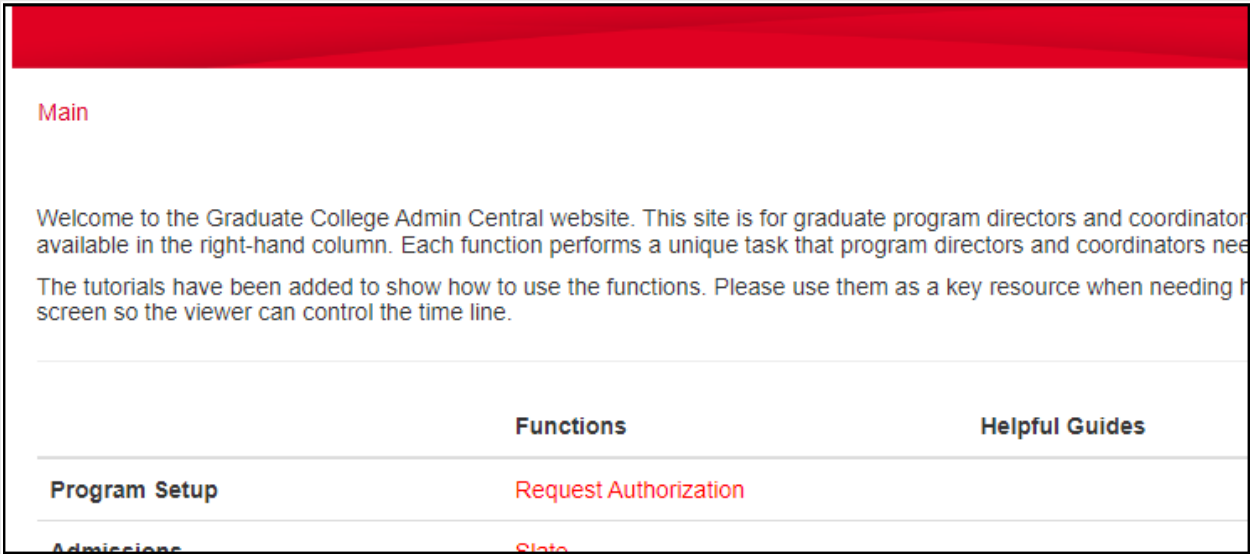 Main
Welcome to the Graduate College Admin Central website. This site is for graduate program directors and coordinator
available in the right-hand column. Each function performs a unique task that program directors and coordinators nee
The tutorials have been added to show how to use the functions. Please use them as a key resource when needing h
screen so the viewer can control the time line.
Functions Helpful Guides
Program Setup Request Authorization
Admissions Slate